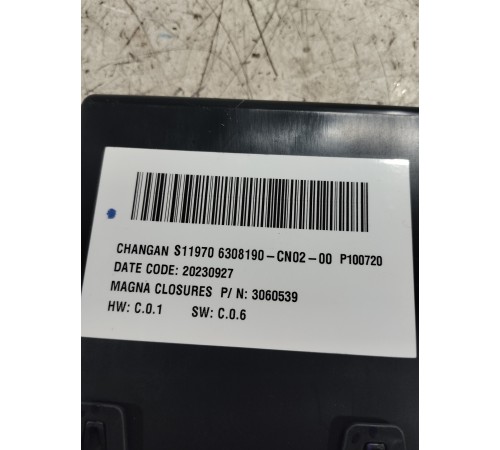 CHANGAN S11970 6308190-CN02-00 P100720
DATE CODE: 20230927
MAGNA CLOSURES P/N: 3060539
HW: C.0.1 SW: C.0.6